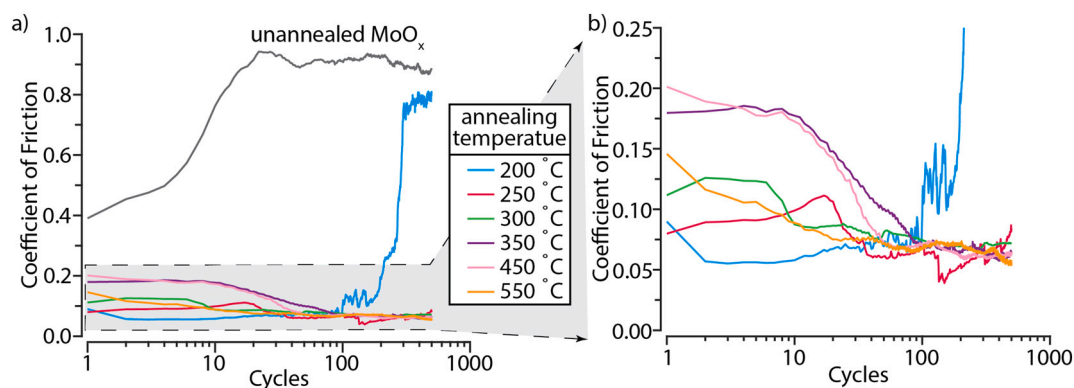 a)
unannealed MoOx
Coefficient of Friction
1.0
0.8
0.6
0.4
0.2
0.0
1
10
100
1000
Cycles
annealing
temperatue
200 °C
250 °C
300 °C
350 °C
450 °C
550 °C
b)
Coefficient of Friction
0.25
0.20
0.15
0.10
0.05
0.00
1
10
100
1000
Cycles